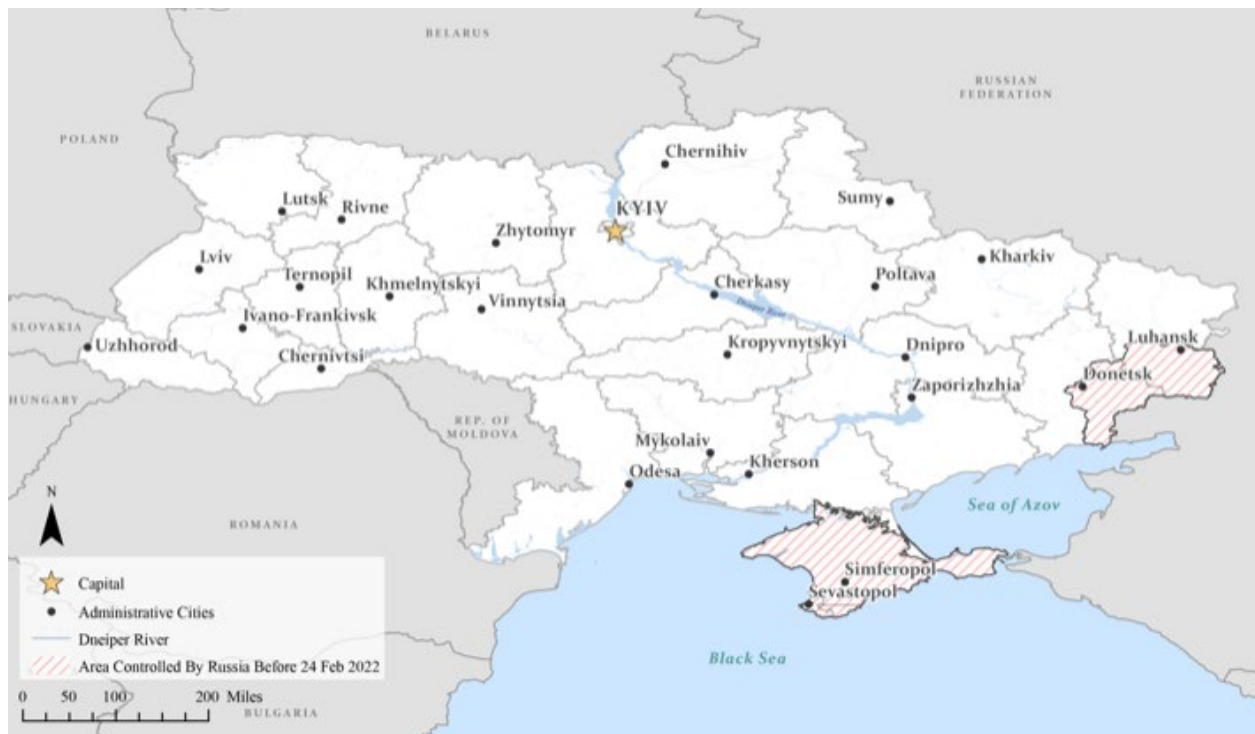 BELARUS
RUSSIAN
FEDERATION
POLAND
Chernihiv
Sumy
KYIV
Lutsk
Rivne
Zhytomyr
Kharkiv
Lviv
Ternopil
Khmelnytskyi
Vinnytsia
Cherkasy
Poltava
Dneiper River
Ivano-Frankivsk
SLOVAKIA
Uzhhorod
Chernivtsi
Kropyvnytskyi
Dnipro
Luhansk
Donetsk
Zaporizhzhia
HUNGARY
REP. OF
MOLDOVA
Mykolaiv
Kherson
Odesa
Sea of Azov
ROMANIA
Simferopol
Sevastopol
Black Sea
N
Capital
Administrative Cities
Dneiper River
Area Controlled By Russia Before 24 Feb 2022
0 50 100 200 Miles
BULGARIA